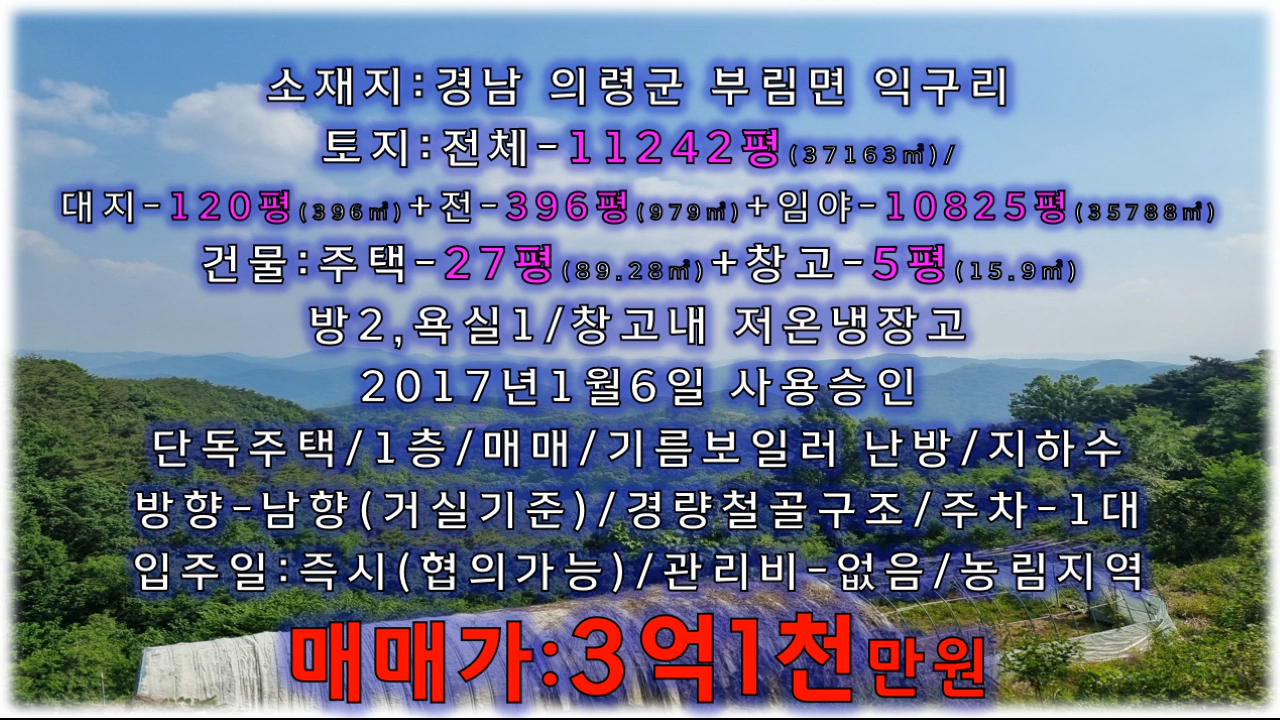 소재지:경남 의령군 부림면 익구리
토지:전체-11242평(37163㎡)/
대지-120평(396㎡)+전-396평(979㎡)+임야-10825평(35788㎡)
건물:주택-27평(89.28㎡)+창고-5평(15.9㎡)
방2,욕실1/창고내 저온냉장고
2017년1월6일 사용승인
단독주택/1층/매매/기름보일러 난방/지하수
방향-남향(거실기준)/경량철골구조/주차-1대
입주일:즉시(협의가능)/관리비-없음/농림지역
매매가:3억1천만원